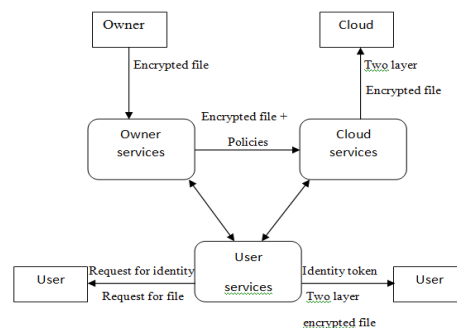 Owner
Cloud
Encrypted file
Two layer
Encrypted file
Encrypted file +
Policies
Owner
services
Cloud
services
User
services
User
Request for identity
Request for file
Identity token
Two layer
encrypted file
User